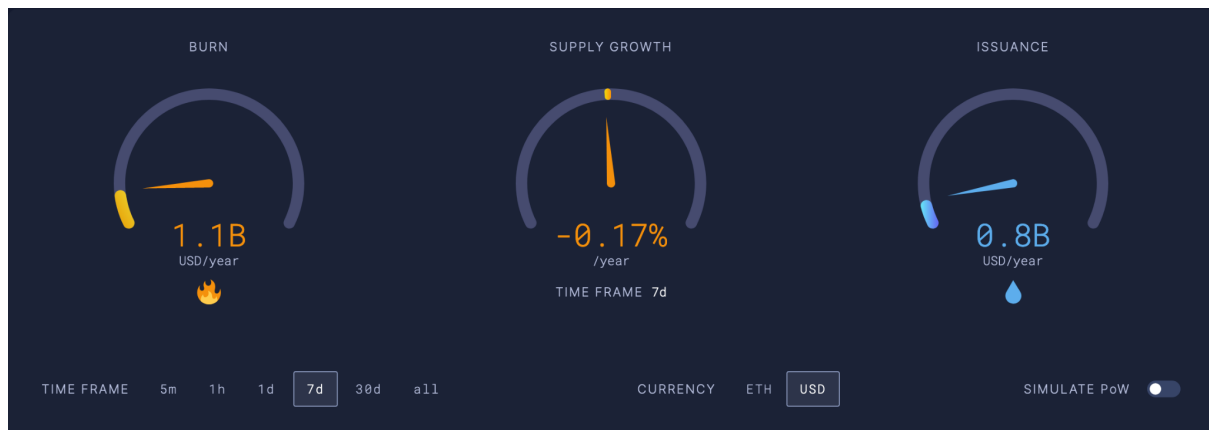 BURN
SUPPLY GROWTH
ISSUANCE
1.1B
USD/year
-0.17%
/year
TIME FRAME 7d
0.8B
USD/year
TIME FRAME 5m 1h 1d 7d 30d all
CURRENCY ETH USD
SIMULATE PoW